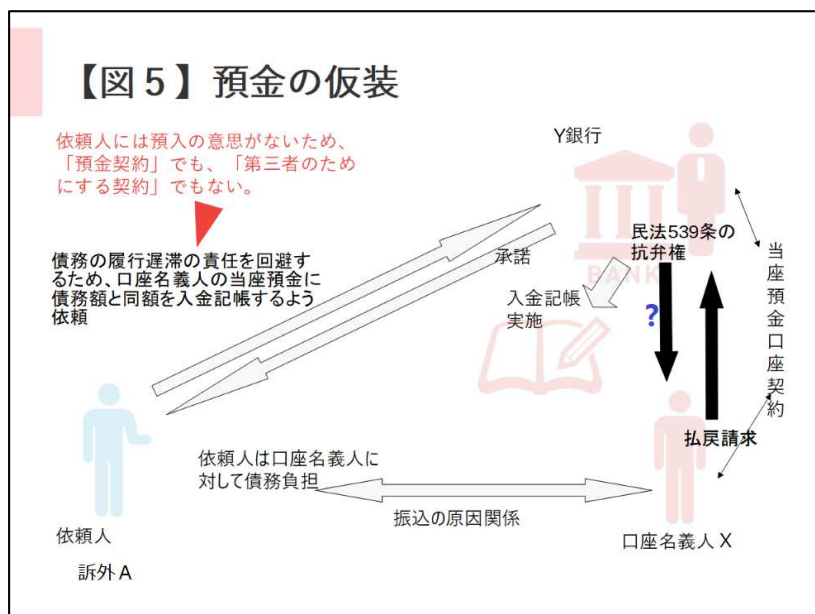 【図５】預金の仮装
依頼人には預入の意思がないため、
「預金契約」でも、「第三者のため
にする契約」でもない。
債務の履行遅滞の責任を回避す
るため、口座名義人の当座預金に
債務額と同額を入金記帳するよう
依頼
Y銀行
民法539条の
抗弁権
BANK
承諾
入金記帳
実施
?
当座預金口座契約
払戻請求
依頼人は口座名義人に
対して債務負担
振込の原因関係
依頼人
訴外A
口座名義人X